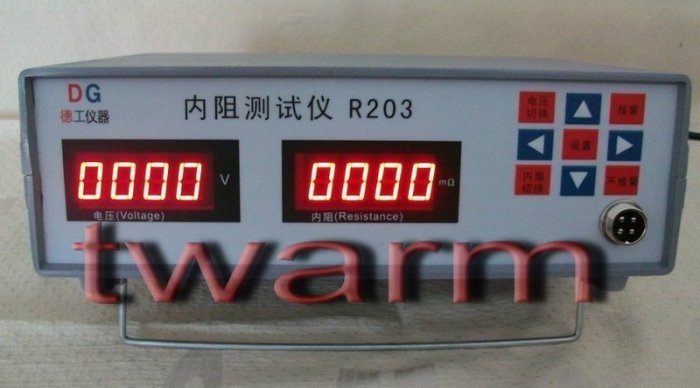 DG
德工仪器
内阻测试仪 R203
电压切换
报警
设置
内阻切换
不报警
0000 V
0000 mΩ
电压(Voltage)
内阻(Resistance)
twarm